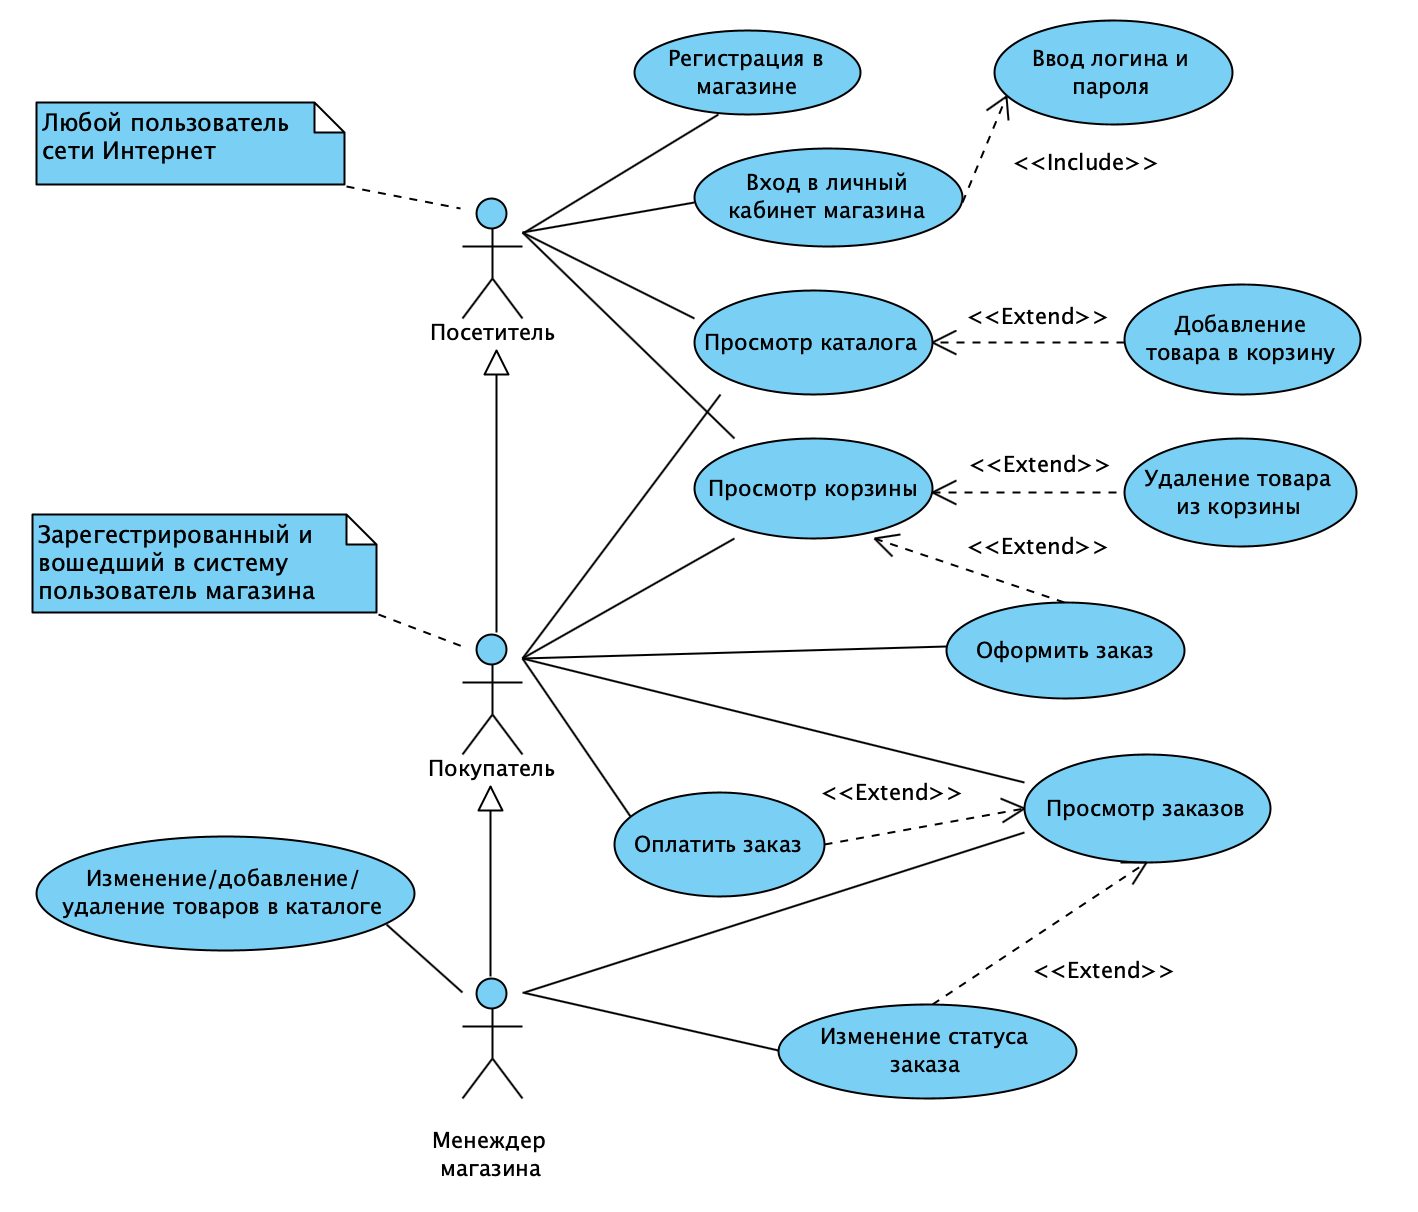 Регистрация в
магазине
Ввод логина и
пароля
Любой пользователь
сети Интернет
<<Include>>
Вход в личный
кабинет магазина
Посетитель
Просмотр каталога
<<Extend>>
Добавление
товара в корзину
Просмотр корзины
<<Extend>>
Удаление товара
из корзины
Зарегестрированный и
вошедший в систему
пользователь магазина
<<Extend>>
Оформить заказ
Покупатель
<<Extend>>
Просмотр заказов
Оплатить заказ
Изменение/добавление/
удаление товаров в каталоге
<<Extend>>
Изменение статуса
заказа
Менеждер
магазина